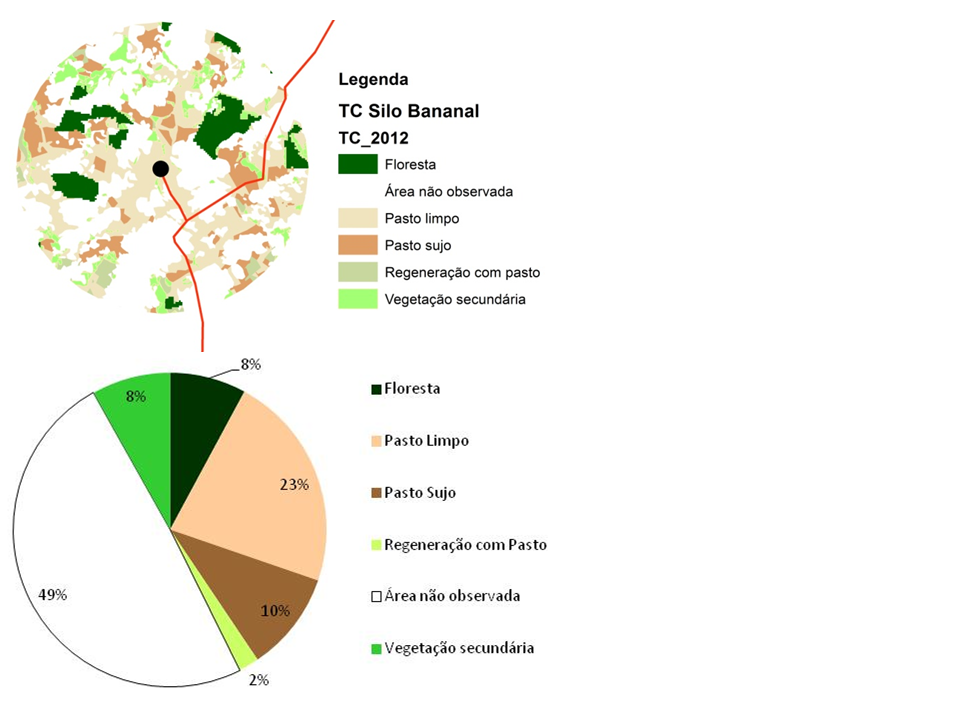 Legenda
TC Silo Bananal
TC_2012
Floresta
Área não observada
Pasto limpo
Pasto sujo
Regeneração com pasto
Vegetação secundária
8%
8%
23%
10%
2%
49%
Floresta
Pasto Limpo
Pasto Sujo
Regeneração com Pasto
Área não observada
Vegetação secundária